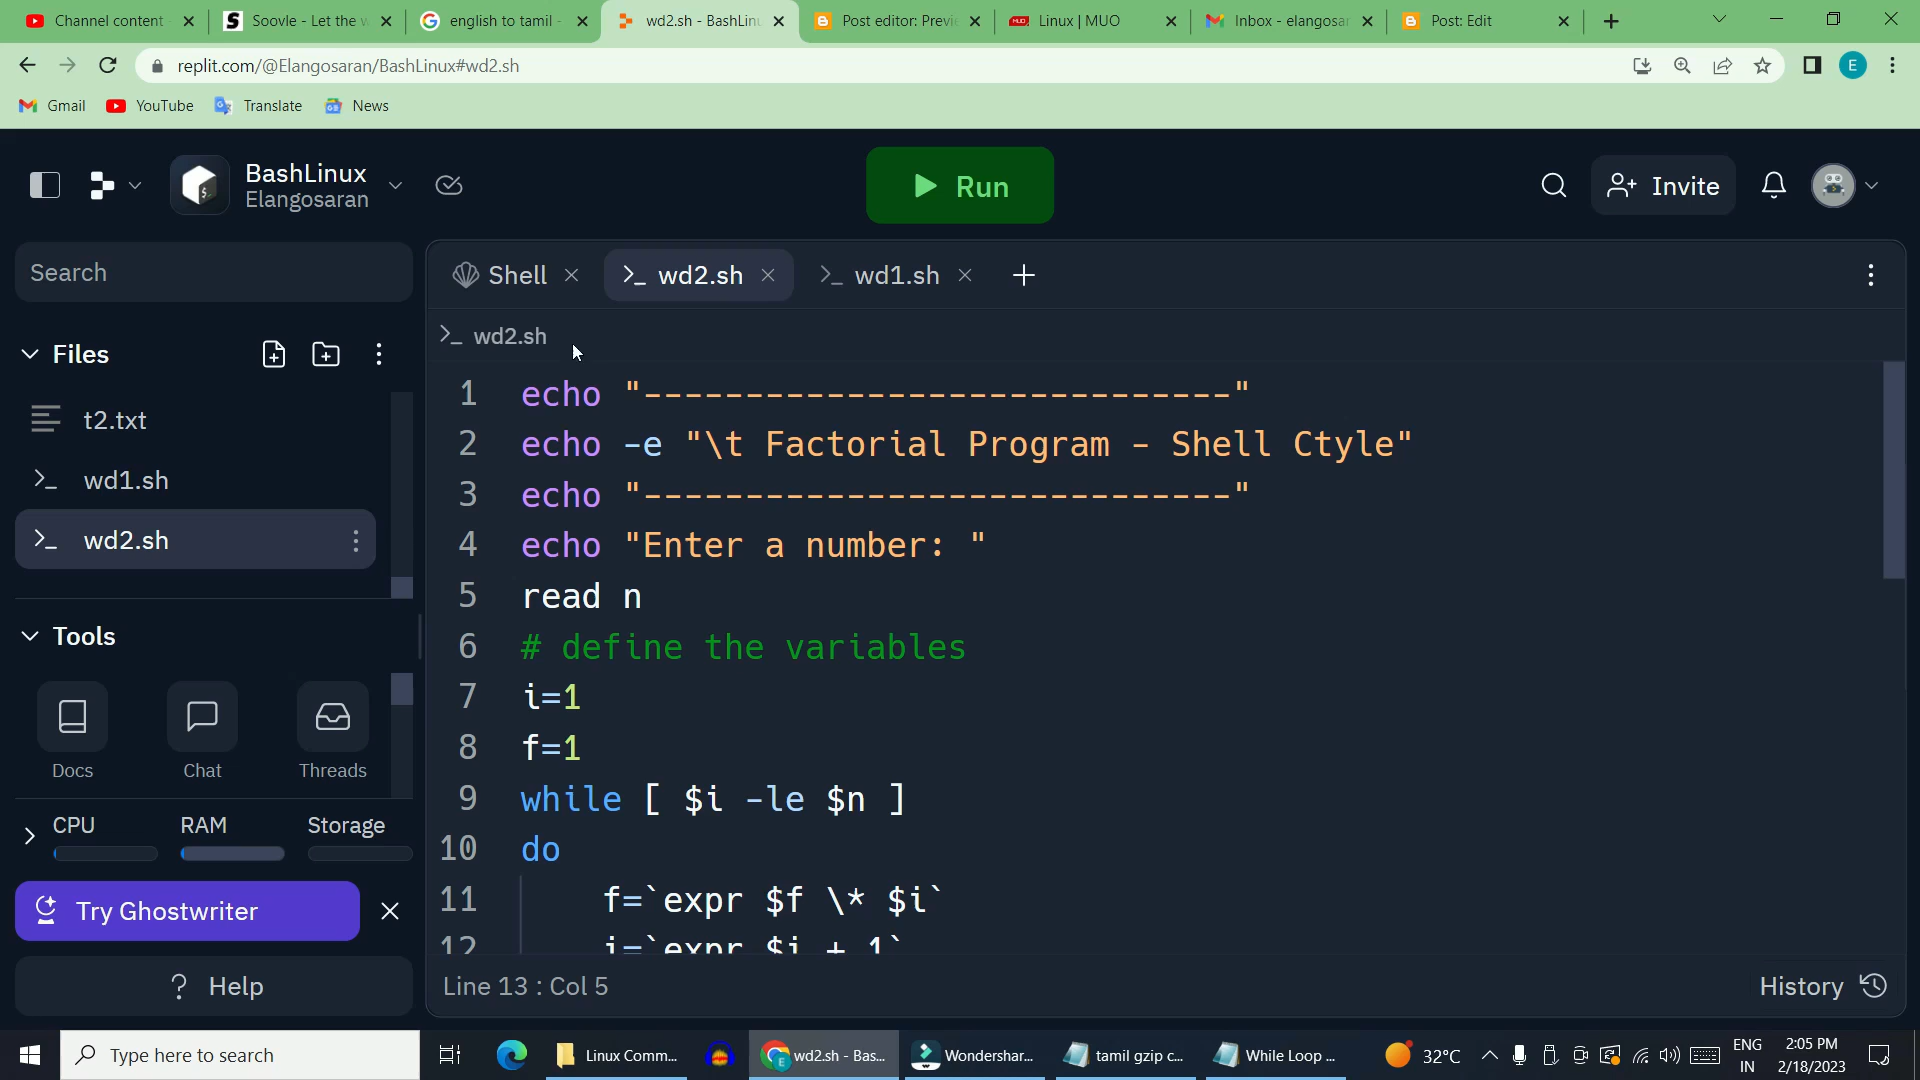 Channel content
Soovle - Let the w
english to tamil -
wd2.sh - BashLinu
Post editor: Previe
Linux | MUO
Inbox - elangosar
Post: Edit
replit.com/@Elangosaran/BashLinux#wd2.sh
E
Gmail
YouTube
Translate
News
BashLinux
Elangosaran
Run
Invite
Search
Shell
wd2.sh
wd1.sh
wd2.sh
Files
t2.txt
wd1.sh
wd2.sh
Tools
Docs
Chat
Threads
CPU
RAM
Storage
Try Ghostwriter
Help
1 echo "-----------------------------"
2 echo -e "\t Factorial Program - Shell Ctyle"
3 echo "-----------------------------"
4 echo "Enter a number: "
5 read n
6 # define the variables
7 i=1
8 f=1
9 while [ $i -le $n ]
10 do
11 f=`expr $f \* $i`
12 i=`expr $i + 1`
Line 13 : Col 5
History
Type here to search
Linux Comm...
wd2.sh - Bas...
Wondershar...
tamil gzip c...
While Loop ...
32°C
ENG
IN
2:05 PM
2/18/2023